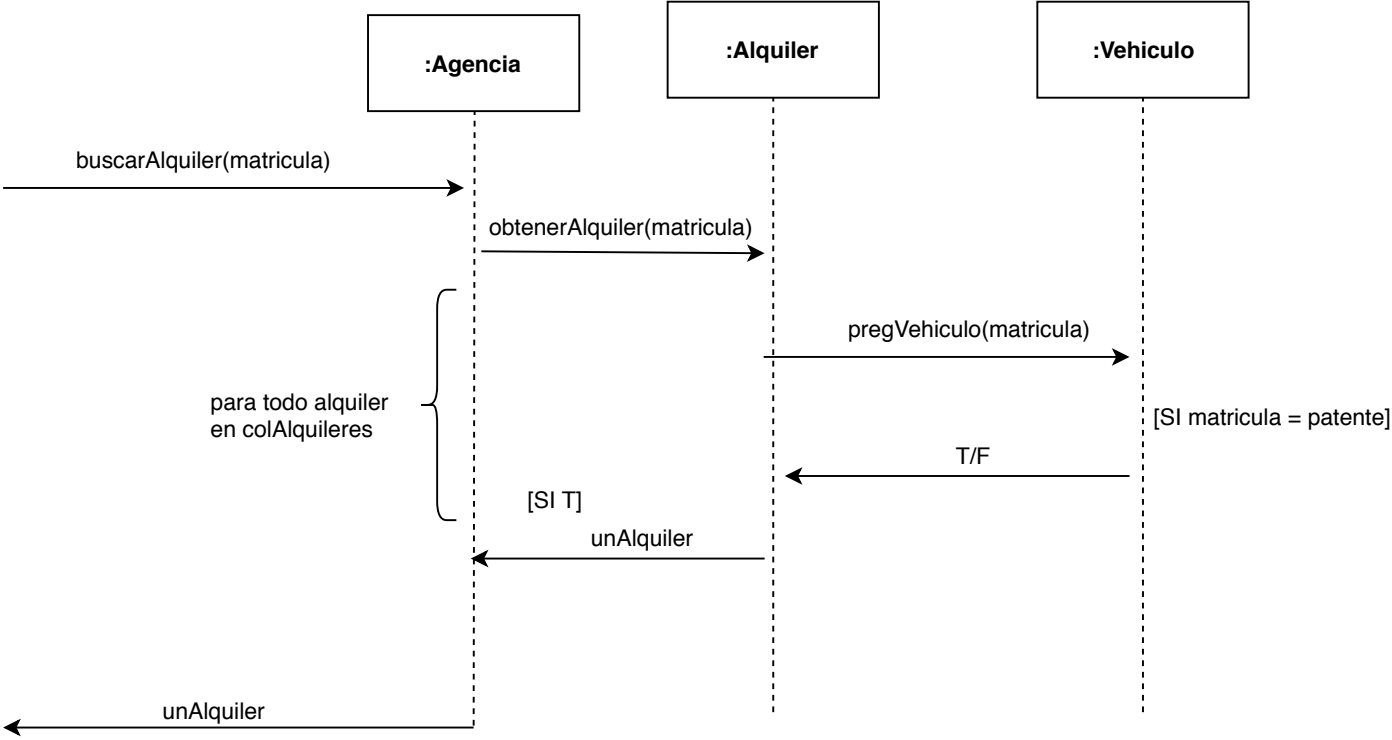 :Agencia
:Alquiler
:Vehiculo
buscarAlquiler(matricula)
obtenerAlquiler(matricula)
pregVehiculo(matricula)
para todo alquiler
en colAlquileres
[SI matricula = patente]
T/F
[SI T]
unAlquiler
unAlquiler